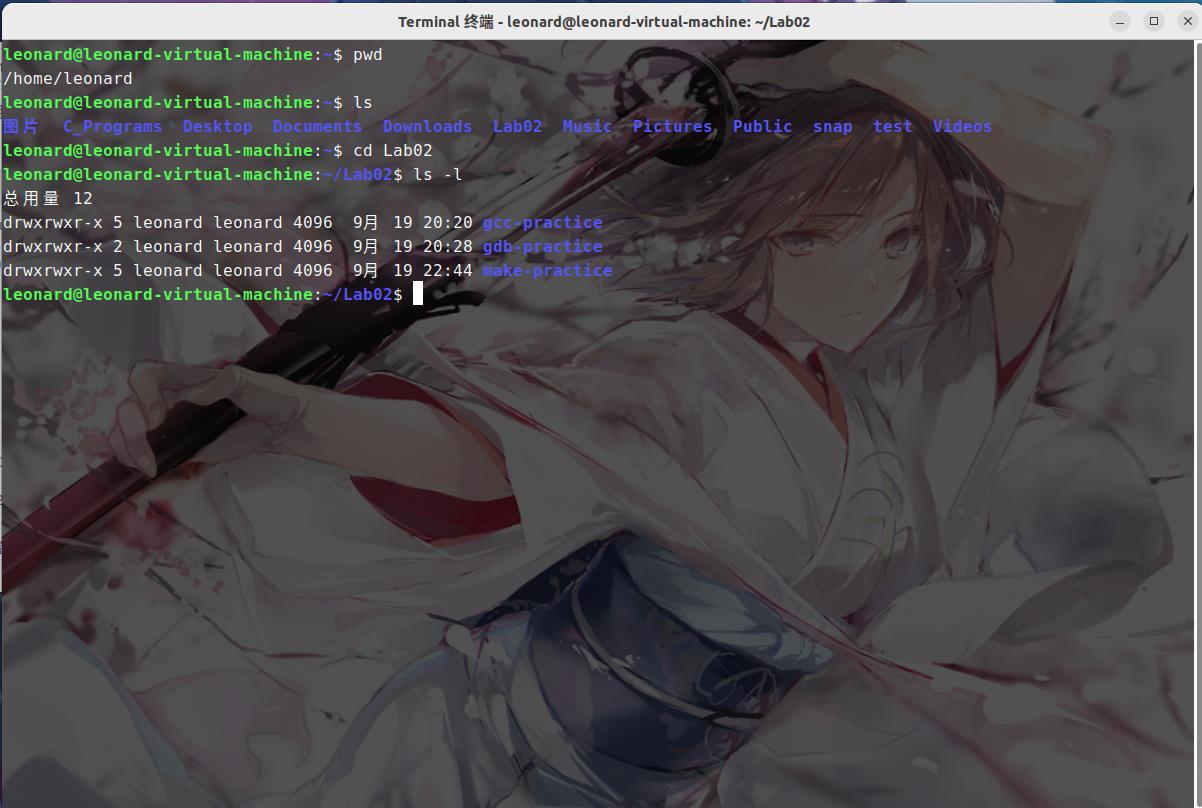 Terminal 终端 - leonard@leonard-virtual-machine: ~/Lab02
leonard@leonard-virtual-machine:~$ pwd
/home/leonard
leonard@leonard-virtual-machine:~$ ls
图片  C_Programs  Desktop  Documents  Downloads  Lab02  Music  Pictures  Public  snap  test  Videos
leonard@leonard-virtual-machine:~$ cd Lab02
leonard@leonard-virtual-machine:~/Lab02$ ls -l
总用量 12
drwxrwxr-x 5 leonard leonard 4096  9月 19 20:20 gcc-practice
drwxrwxr-x 2 leonard leonard 4096  9月 19 20:28 gdb-practice
drwxrwxr-x 5 leonard leonard 4096  9月 19 22:44 make-practice
leonard@leonard-virtual-machine:~/Lab02$